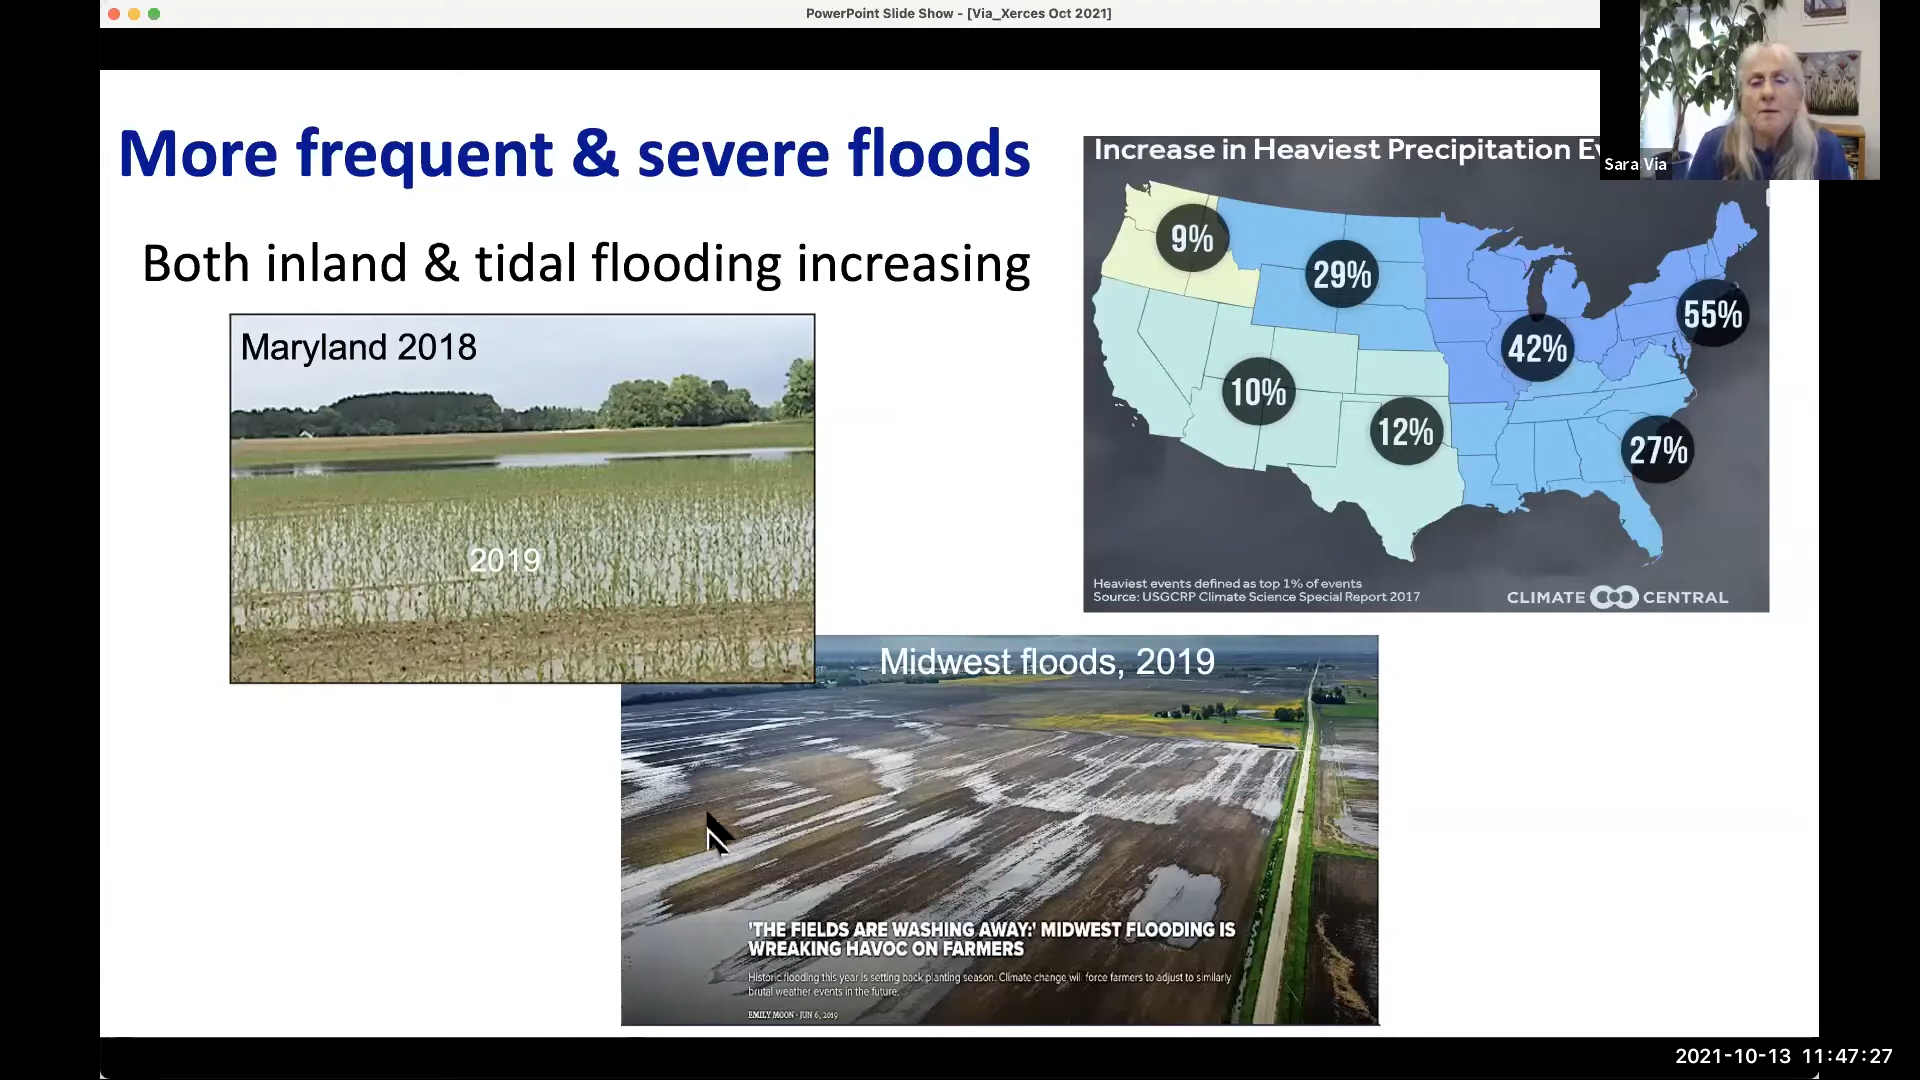 PowerPoint Slide Show - [Via_Xerces Oct 2021]
Sara Via
More frequent & severe floods
Both inland & tidal flooding increasing
Maryland 2018
2019
Increase in Heaviest Precipitation
9%
29%
55%
42%
10%
12%
27%
Heaviest events defined as top 1% of events
Source: USGCRP Climate Science Special Report 2017
CLIMATE CENTRAL
Midwest floods, 2019
'THE FIELDS ARE WASHING AWAY:' MIDWEST FLOODING IS
WREAKING HAVOC ON FARMERS
Historic flooding this year is setting back planting season. Climate change will force farmers to adjust to similarly
brutal weather events in the future.
EMILY MOON · JUN 6, 2019
2021-10-13 11:47:27